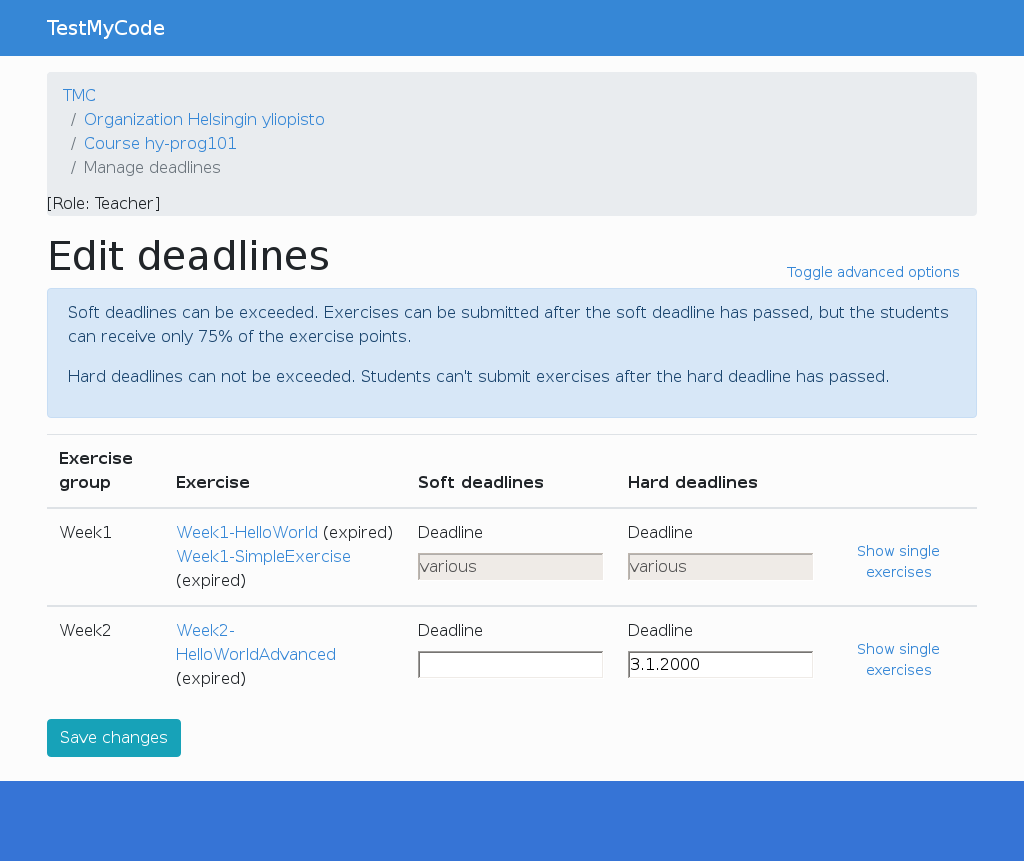 TestMyCode
TMC
/ Organization Helsingin yliopisto
/ Course hy-prog101
/ Manage deadlines
[Role: Teacher]
Edit deadlines
Toggle advanced options
Soft deadlines can be exceeded. Exercises can be submitted after the soft deadline has passed, but the students
can receive only 75% of the exercise points.
Hard deadlines can not be exceeded. Students can't submit exercises after the hard deadline has passed.
Exercise
group
Exercise
Soft deadlines
Hard deadlines
Week1
Week1-HelloWorld (expired)
Week1-SimpleExercise
(expired)
Deadline
various
Deadline
various
Show single
exercises
Week2
Week2-
HelloWorldAdvanced
(expired)
Deadline
Deadline
3.1.2000
Show single
exercises
Save changes